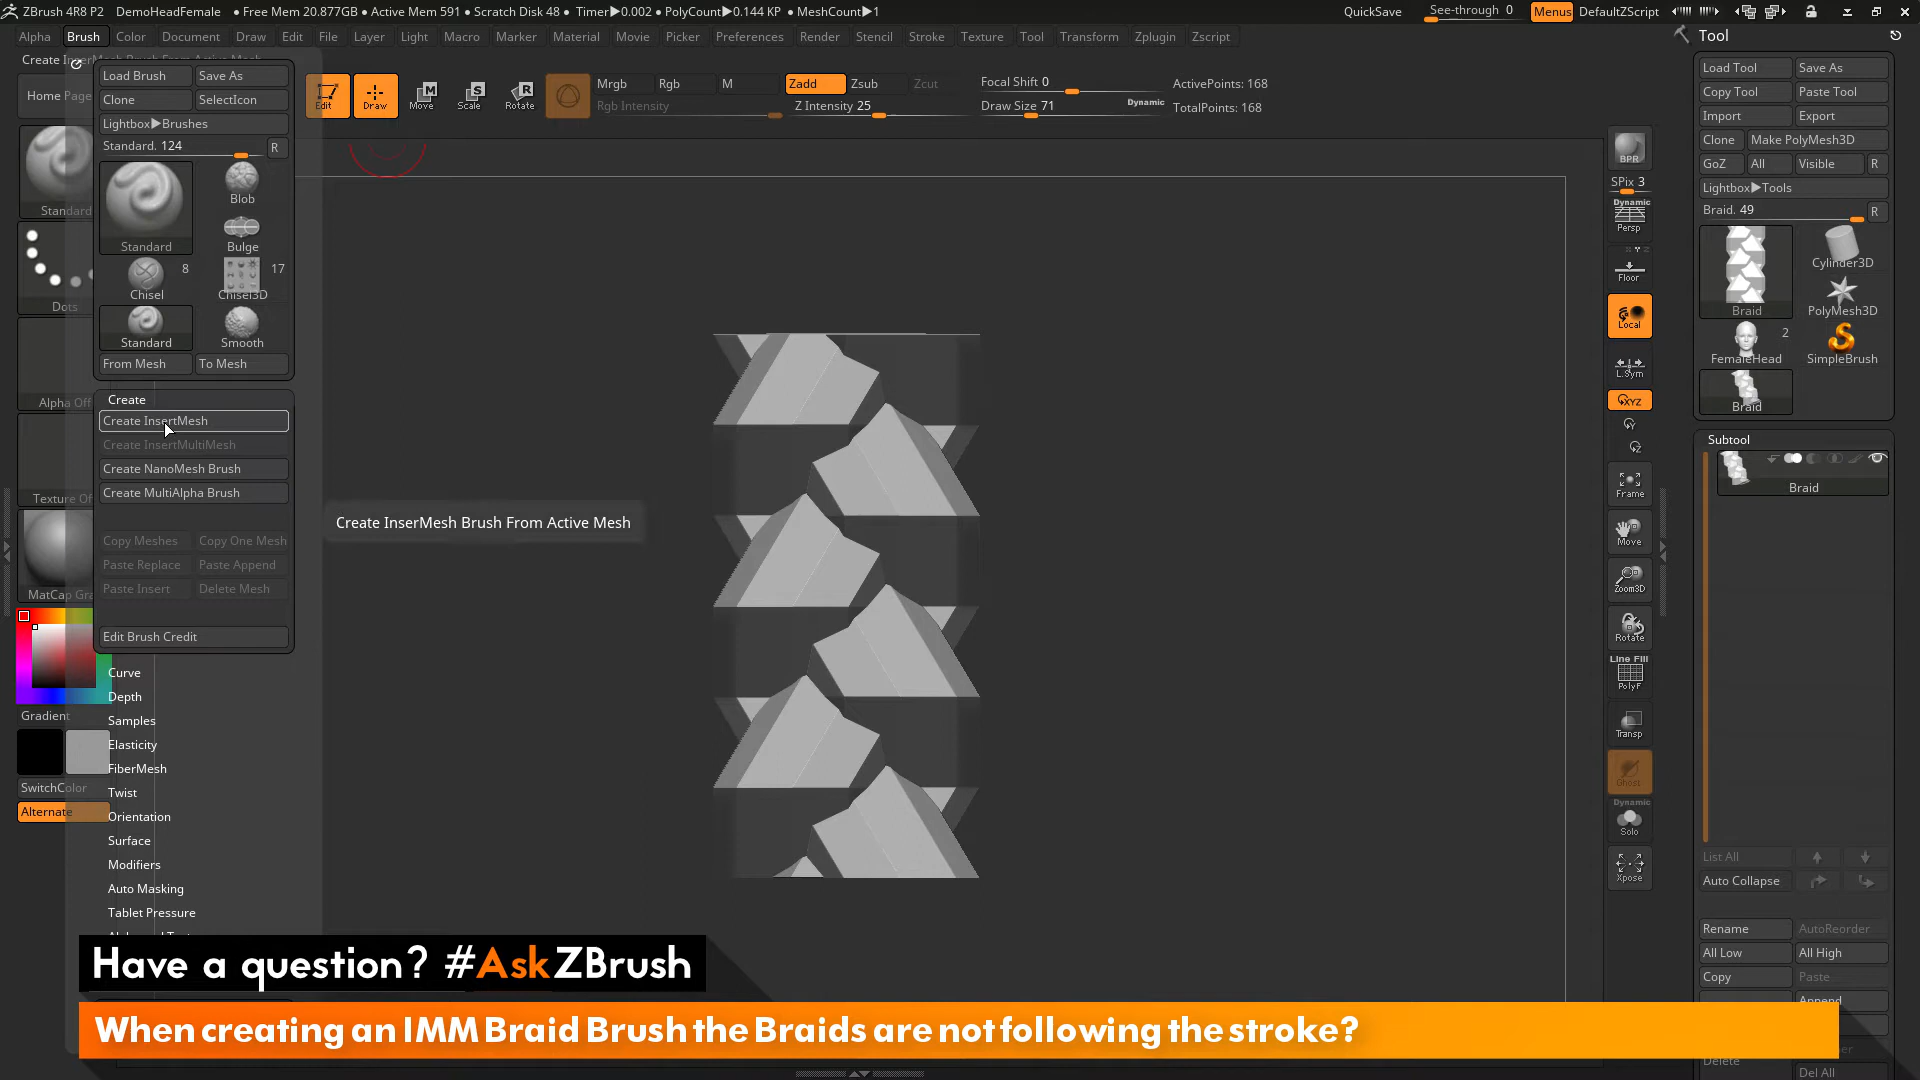 ZBrush 4R8 P2 DemoHeadFemale • Free Mem 20.877GB • Active Mem 591 • Scratch Disk 48 • Timer▶0.002 • PolyCount▶0.144 KP • MeshCount▶1 QuickSave See-through 0 Menus DefaultZScript
Alpha Brush Color Document Draw Edit File Layer Light Macro Marker Material Movie Picker Preferences Render Stencil Stroke Texture Tool Transform Zplugin Zscript
Tool
Home Page
Load Brush Save As
Clone SelectIcon
Lightbox▶Brushes
Standard. 124 R
Standard
Blob
Bulge
Chisel 8
Chisel3D 17
Standard
Smooth
From Mesh To Mesh
Create
Create InsertMesh
Create InsertMultiMesh
Create NanoMesh Brush
Create MultiAlpha Brush
Copy Meshes Copy One Mesh
Paste Replace Paste Append
Paste Insert Delete Mesh
Edit Brush Credit
Curve
Depth
Samples
Elasticity
FiberMesh
Twist
Orientation
Surface
Modifiers
Auto Masking
Tablet Pressure
Standard
Dots
Alpha Off
Texture Of
MatCap Gra
Gradient
SwitchColor
Alternate
Edit Draw Move Scale Rotate
Mrgb Rgb M
Rgb Intensity
Zadd Zsub Zcut
Z Intensity 25
Focal Shift 0
Draw Size 71 Dynamic
ActivePoints: 168
TotalPoints: 168
Create InserMesh Brush From Active Mesh
BPR
SPix 3
Dynamic
Persp
Floor
Local
L.Sym
XYZ
Frame
Move
Zoom3D
Rotate
Line Fill
PolyF
Transp
Ghost
Dynamic
Solo
Xpose
Load Tool Save As
Copy Tool Paste Tool
Import Export
Clone Make PolyMesh3D
GoZ All Visible R
Lightbox▶Tools
Braid. 49 R
Braid
Cylinder3D
PolyMesh3D
FemaleHead 2
SimpleBrush
Braid
Subtool
Braid
List All
Auto Collapse
Rename AutoReorder
All Low All High
Copy Paste
Append
Delete
Del All
Have a question? #AskZBrush
When creating an IMM Braid Brush the Braids are not following the stroke?